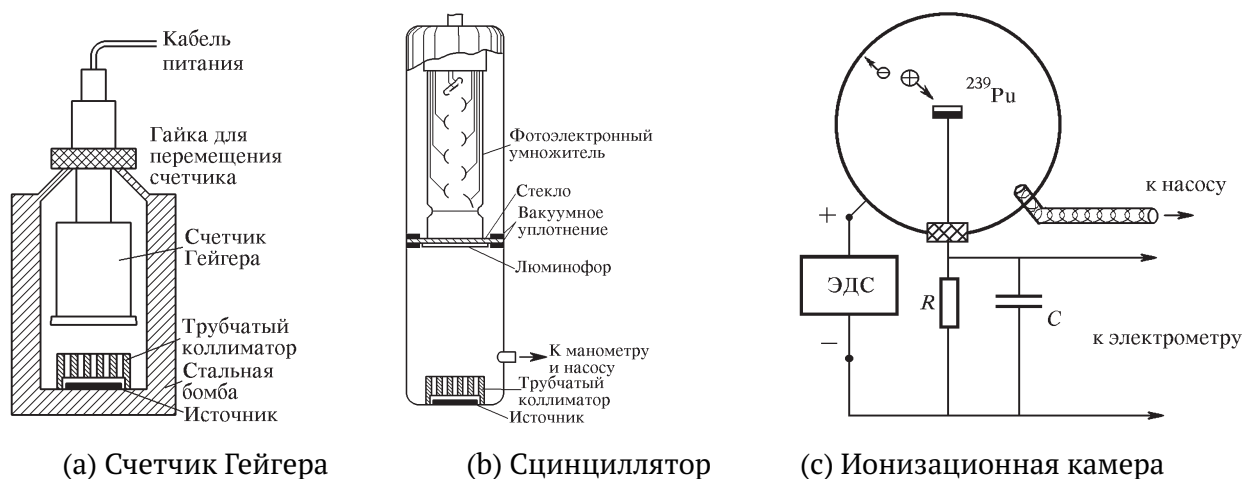 Кабель
питания
Гайка для
перемещения
счетчика
Счетчик
Гейгера
Трубчатый
коллиматор
Стальная
бомба
Источник
(a) Счетчик Гейгера
Фотоэлектронный
умножитель
Стекло
Вакуумное
уплотнение
Люминофор
К манометру
и насосу
Трубчатый
коллиматор
Источник
(b) Сцинциллятор
239Pu
к насосу
+
ЭДС
−
R
C
к электрометру
(c) Ионизационная камера